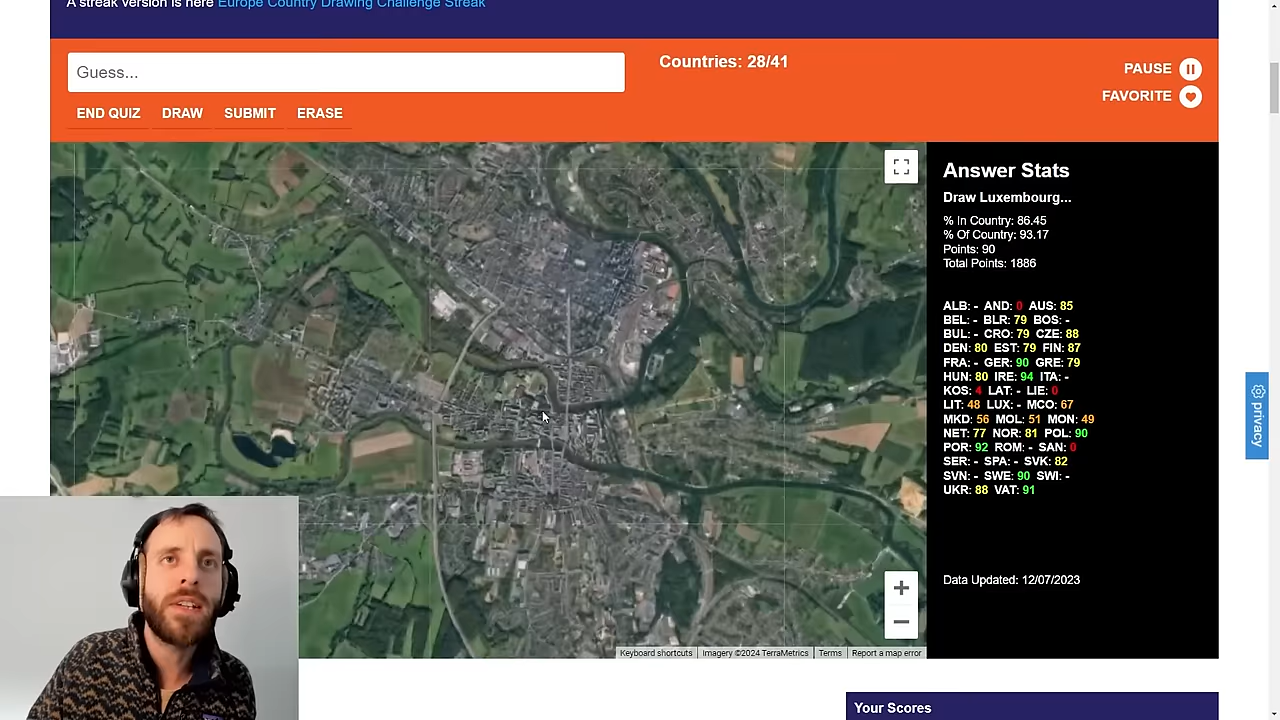 A streak version is here Europe Country Drawing Challenge Streak
Guess...
Countries: 28/41
PAUSE
FAVORITE
END QUIZ DRAW SUBMIT ERASE
Answer Stats
Draw Luxembourg...
% In Country: 86.45
% Of Country: 93.17
Points: 90
Total Points: 1886
ALB: - AND: 0 AUS: 85
BEL: - BLR: 79 BOS: -
BUL: - CRO: 79 CZE: 88
DEN: 80 EST: 79 FIN: 87
FRA: - GER: 90 GRE: 79
HUN: 80 IRE: 94 ITA: -
KOS: 4 LAT: - LIE: 0
LIT: 48 LUX: - MCO: 67
MKD: 56 MOL: 51 MON: 49
NET: 77 NOR: 81 POL: 90
POR: 92 ROM: - SAN: 0
SER: - SPA: - SVK: 82
SVN: - SWE: 90 SWI: -
UKR: 88 VAT: 91
privacy
Data Updated: 12/07/2023
Keyboard shortcuts Imagery ©2024 TerraMetrics Terms Report a map error
Your Scores